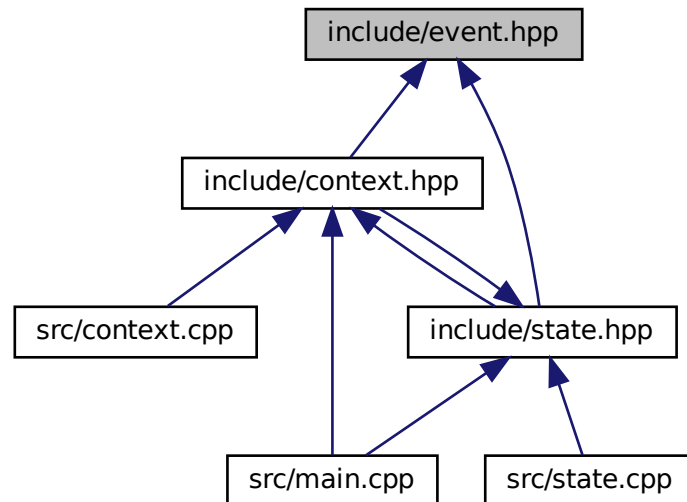 include/event.hpp
include/context.hpp
src/context.cpp
include/state.hpp
src/main.cpp
src/state.cpp